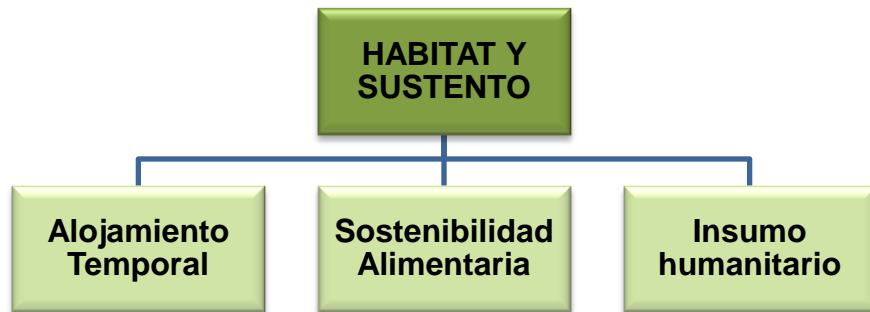 HABITAT Y
SUSTENTO
Alojamiento
Temporal
Sostenibilidad
Alimentaria
Insumo
humanitario